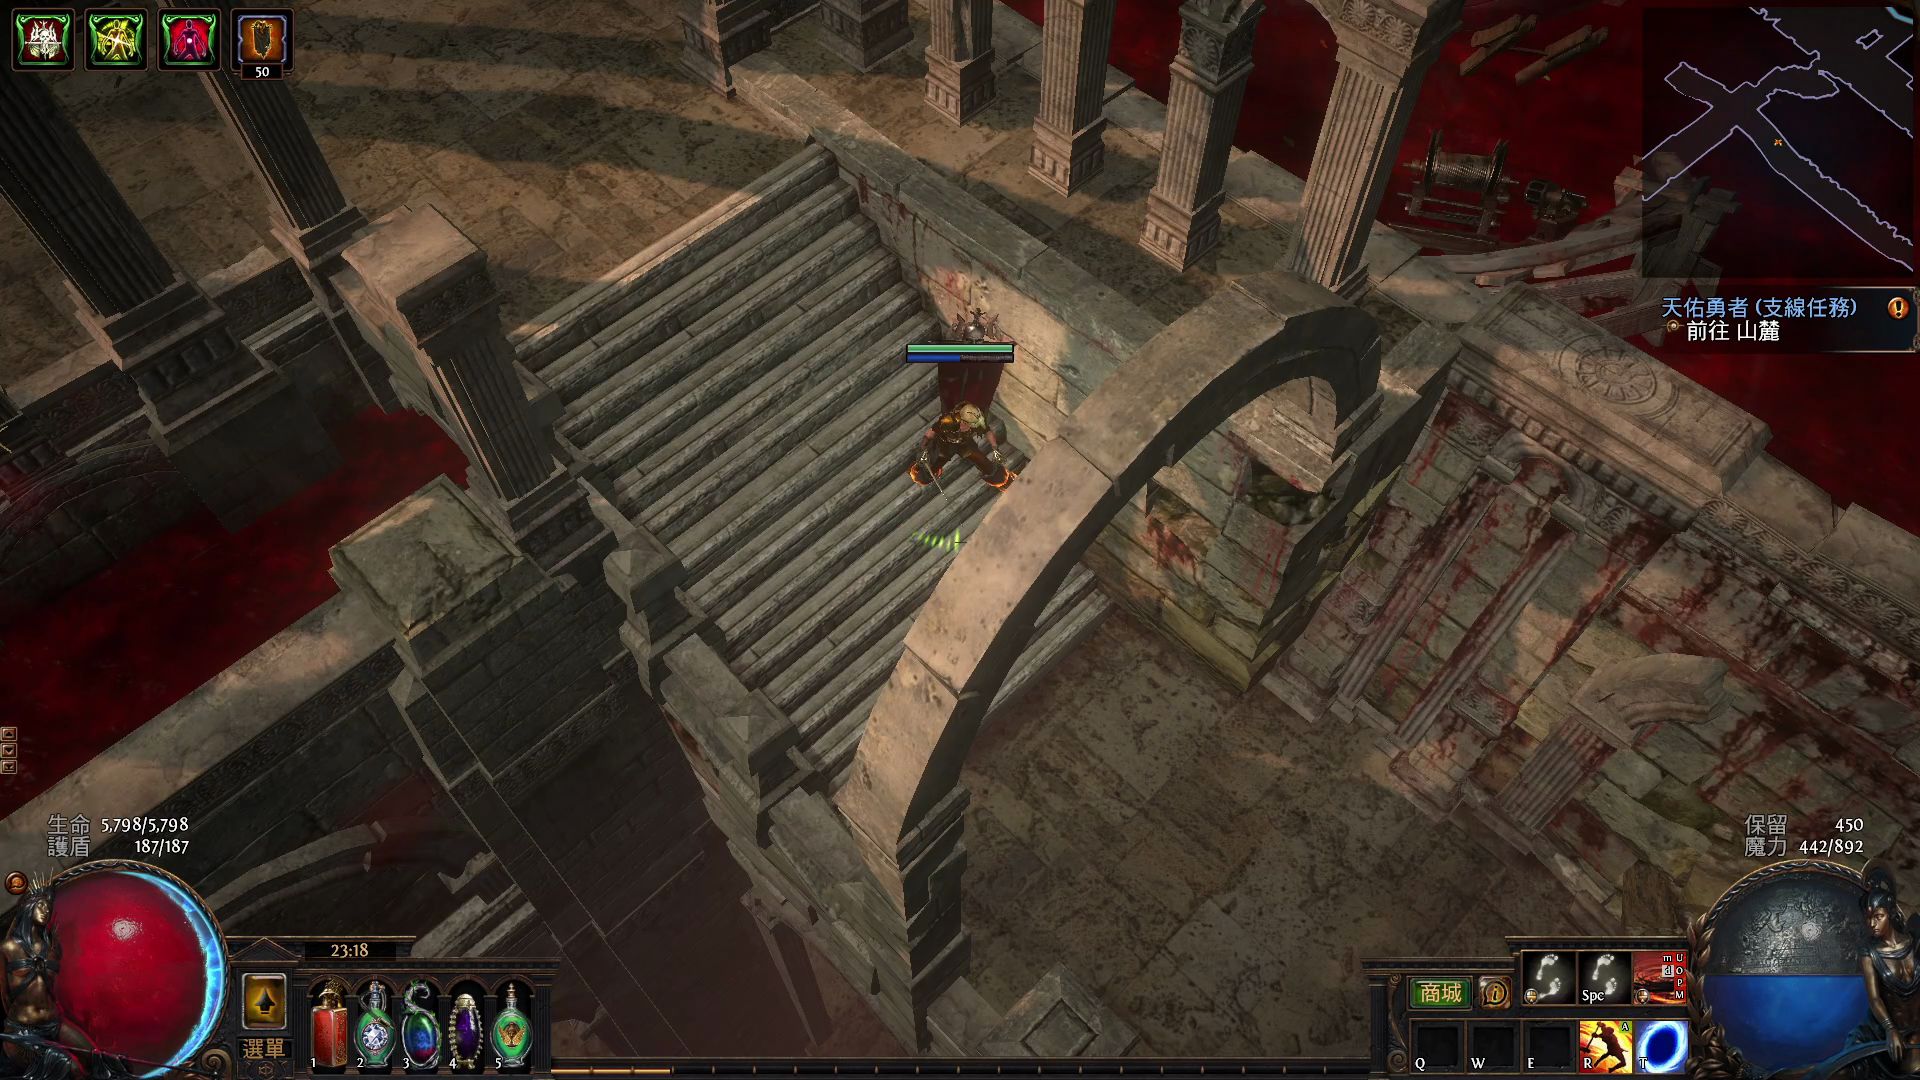 50
天佑勇者 (支線任務)
前往 山麓
生命 5,798/5,798
護盾 187/187
保留 450
魔力 442/892
23:18
選單
1
2
3
4
5
商城
Spc
m U
d O
P
M
Q
W
E
R
A
T